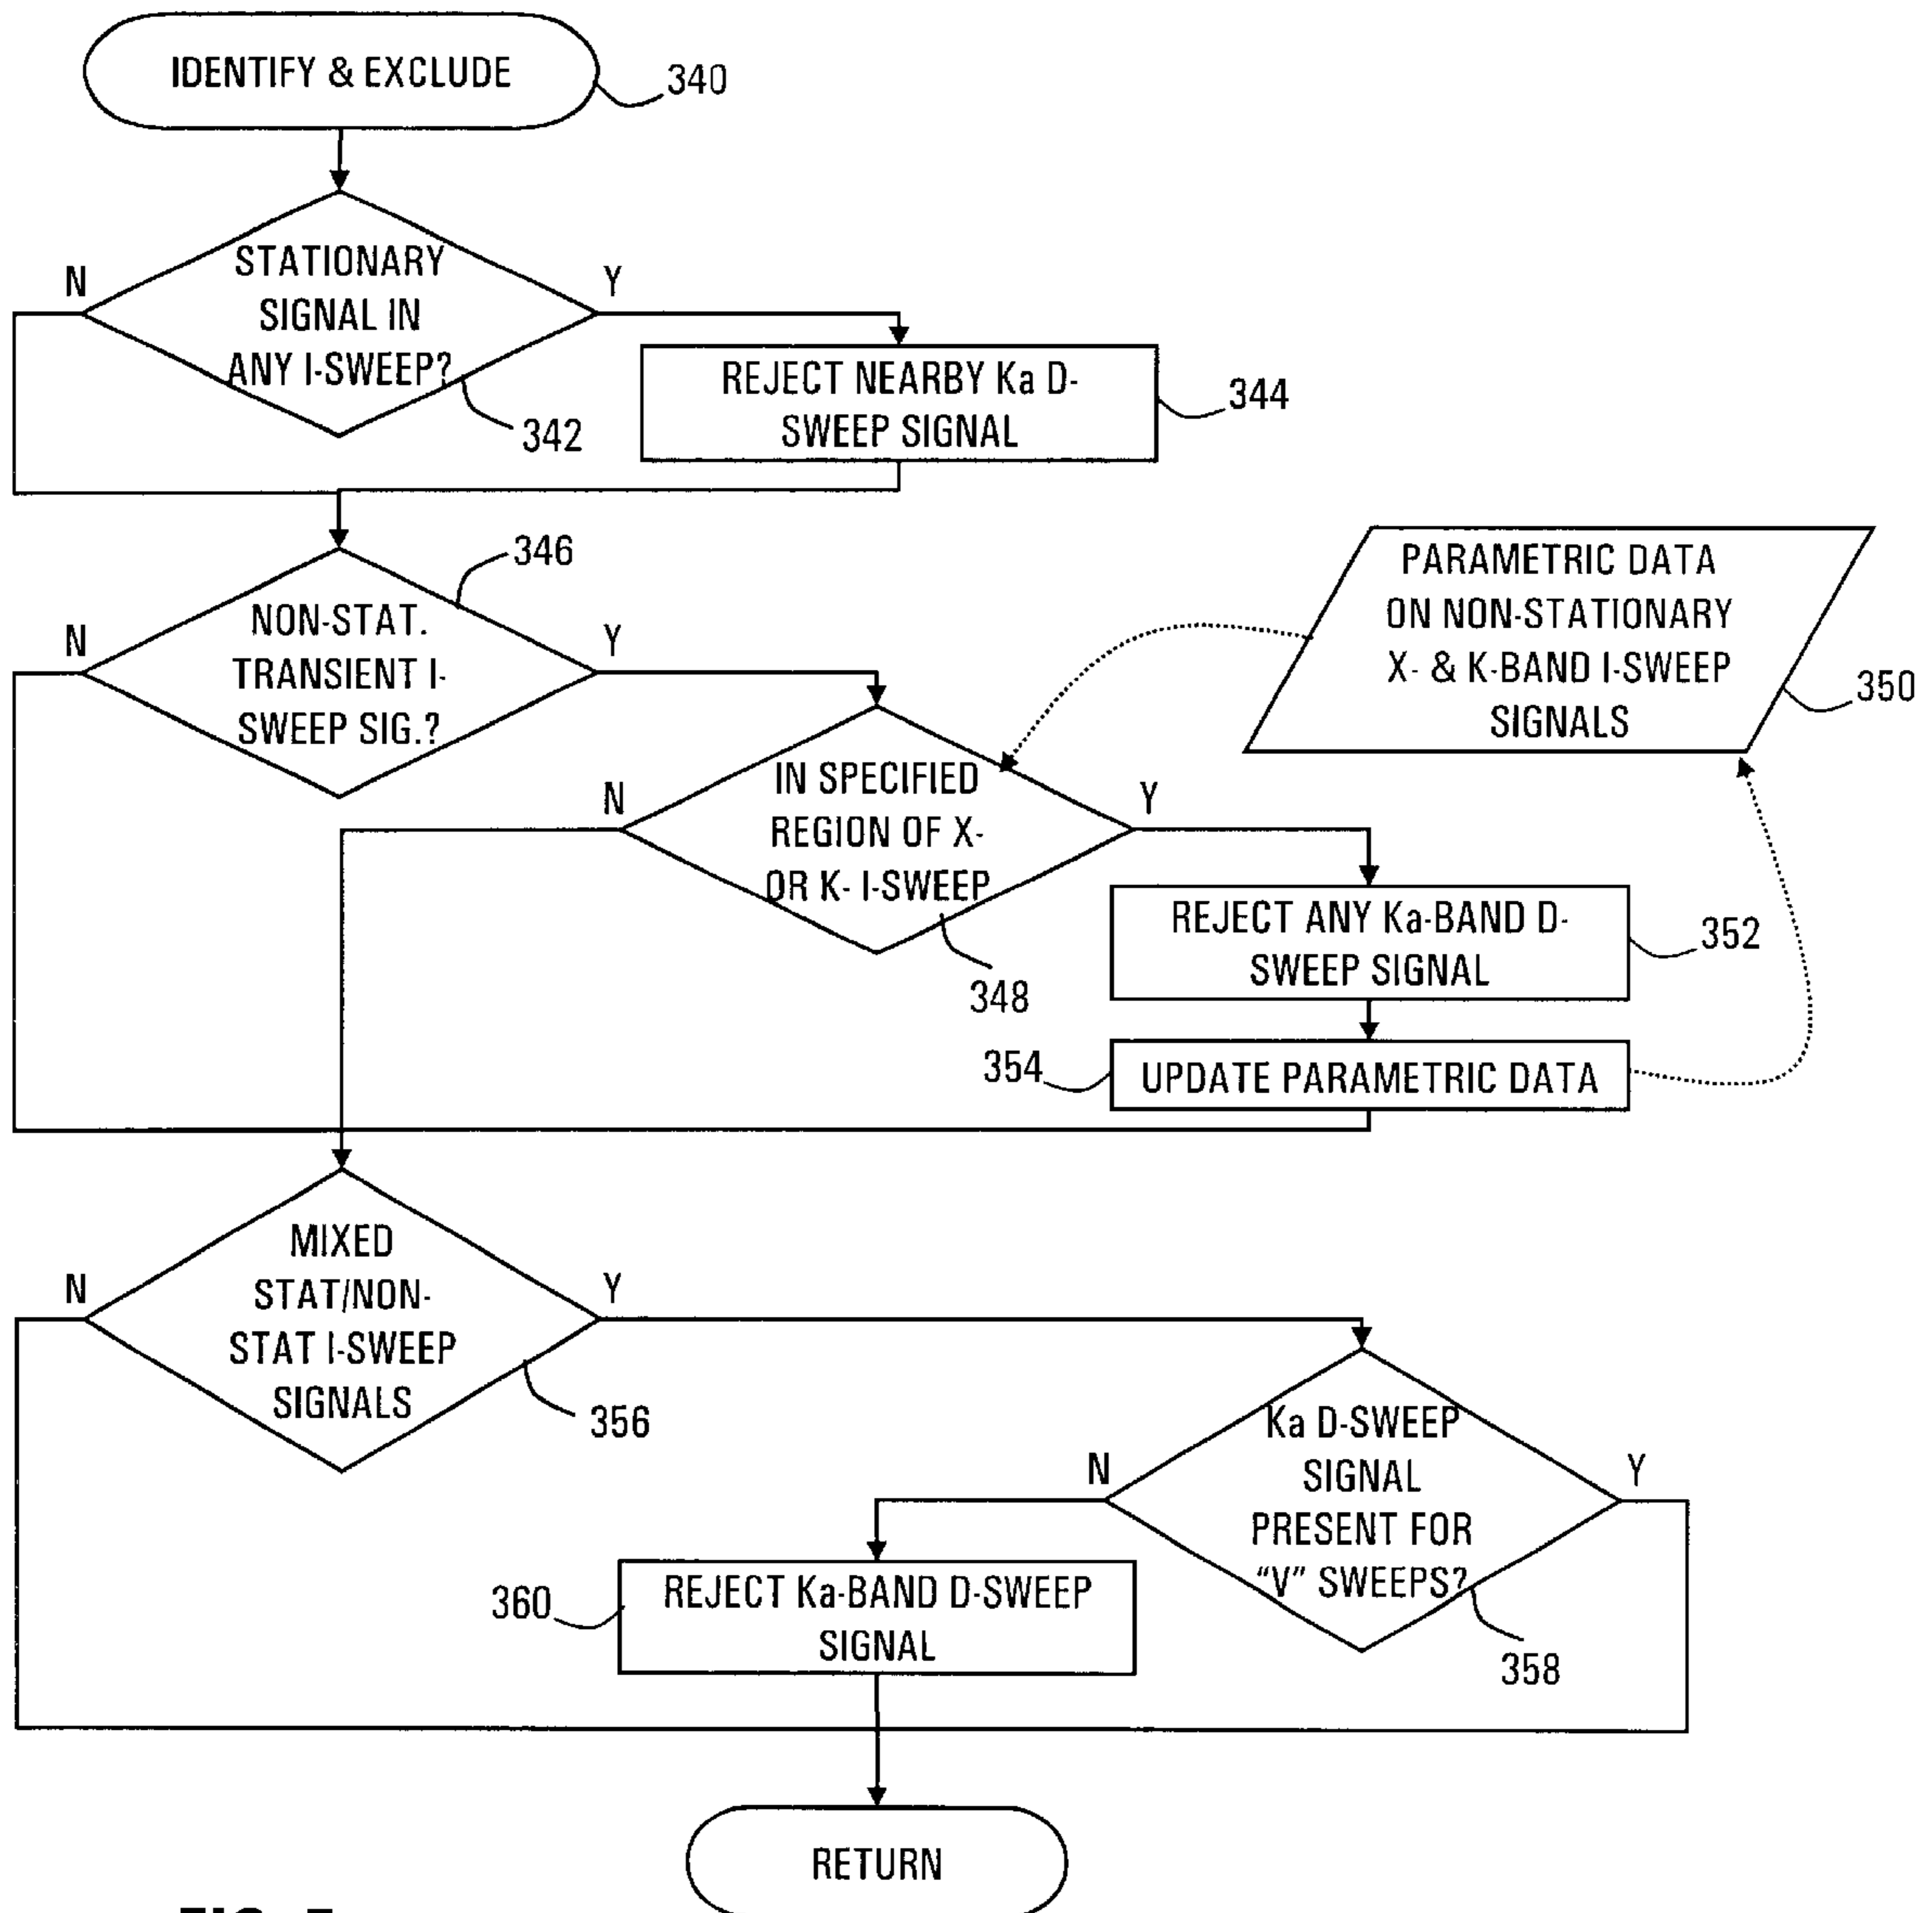 IDENTIFY & EXCLUDE
340
STATIONARY
SIGNAL IN
ANY I-SWEEP?
N
Y
342
REJECT NEARBY Ka D-
SWEEP SIGNAL
344
346
NON-STAT.
TRANSIENT I-
SWEEP SIG.?
N
Y
PARAMETRIC DATA
ON NON-STATIONARY
X- & K-BAND I-SWEEP
SIGNALS
350
IN SPECIFIED
REGION OF X-
OR K- I-SWEEP
N
Y
348
REJECT ANY Ka-BAND D-
SWEEP SIGNAL
352
354
UPDATE PARAMETRIC DATA
MIXED
STAT/NON-
STAT I-SWEEP
SIGNALS
N
Y
356
Ka D-SWEEP
SIGNAL
PRESENT FOR
“V” SWEEPS?
N
Y
358
360
REJECT Ka-BAND D-SWEEP
SIGNAL
RETURN